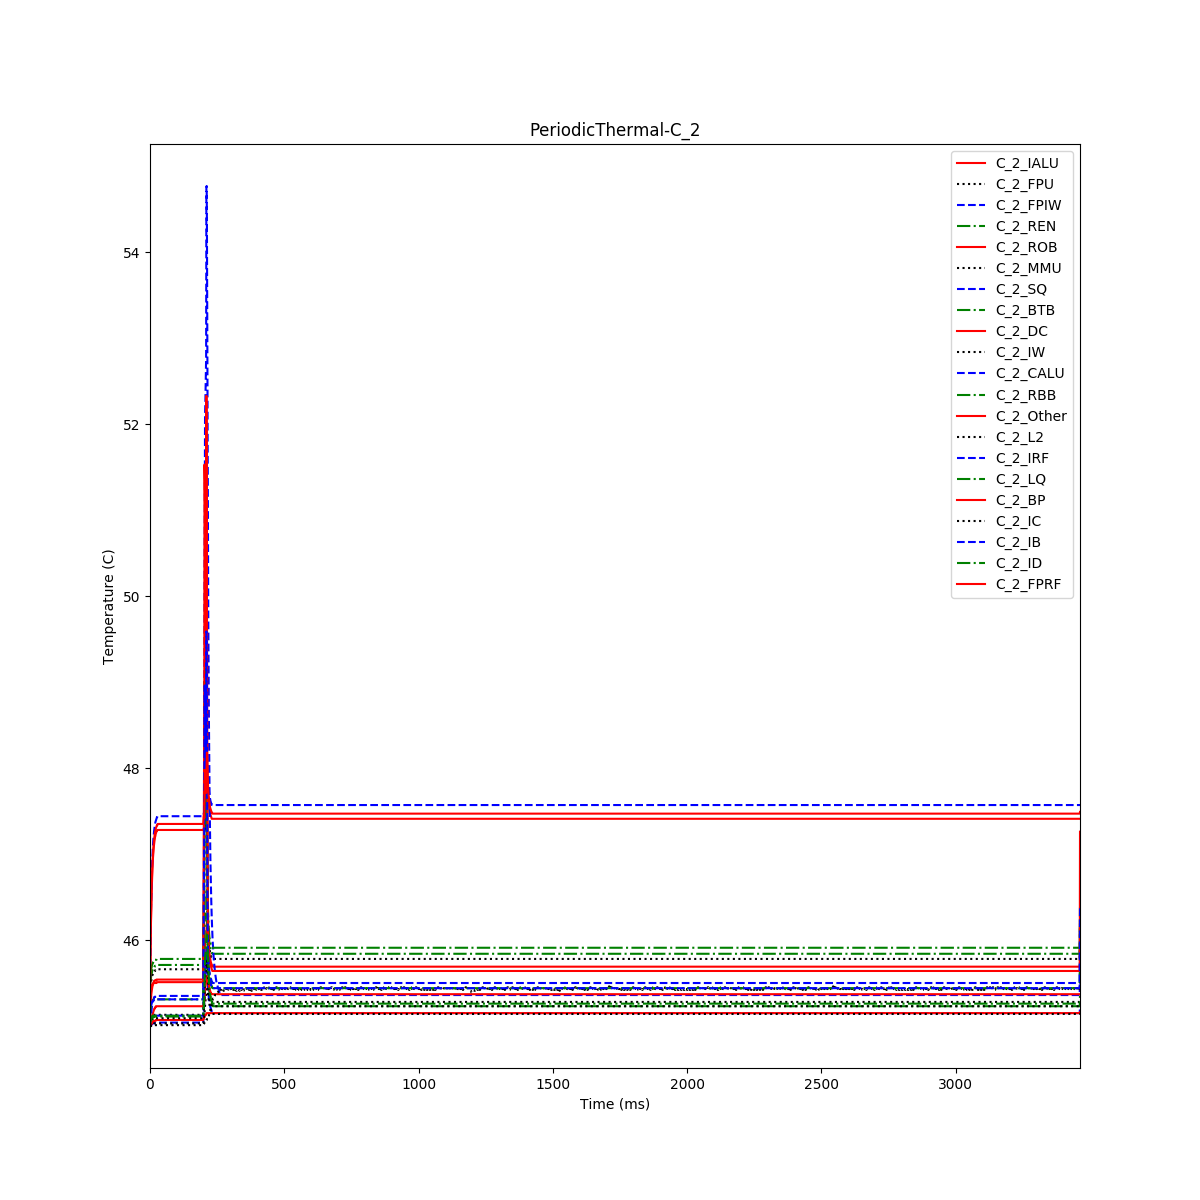 PeriodicThermal-C_2
C_2_IALU
C_2_FPU
C_2_FPIW
C_2_REN
C_2_ROB
C_2_MMU
C_2_SQ
C_2_BTB
C_2_DC
C_2_IW
C_2_CALU
C_2_RBB
C_2_Other
C_2_L2
C_2_IRF
C_2_LQ
C_2_BP
C_2_IC
C_2_IB
C_2_ID
C_2_FPRF
Temperature (C)
54
52
50
48
46
0 500 1000 1500 2000 2500 3000
Time (ms)